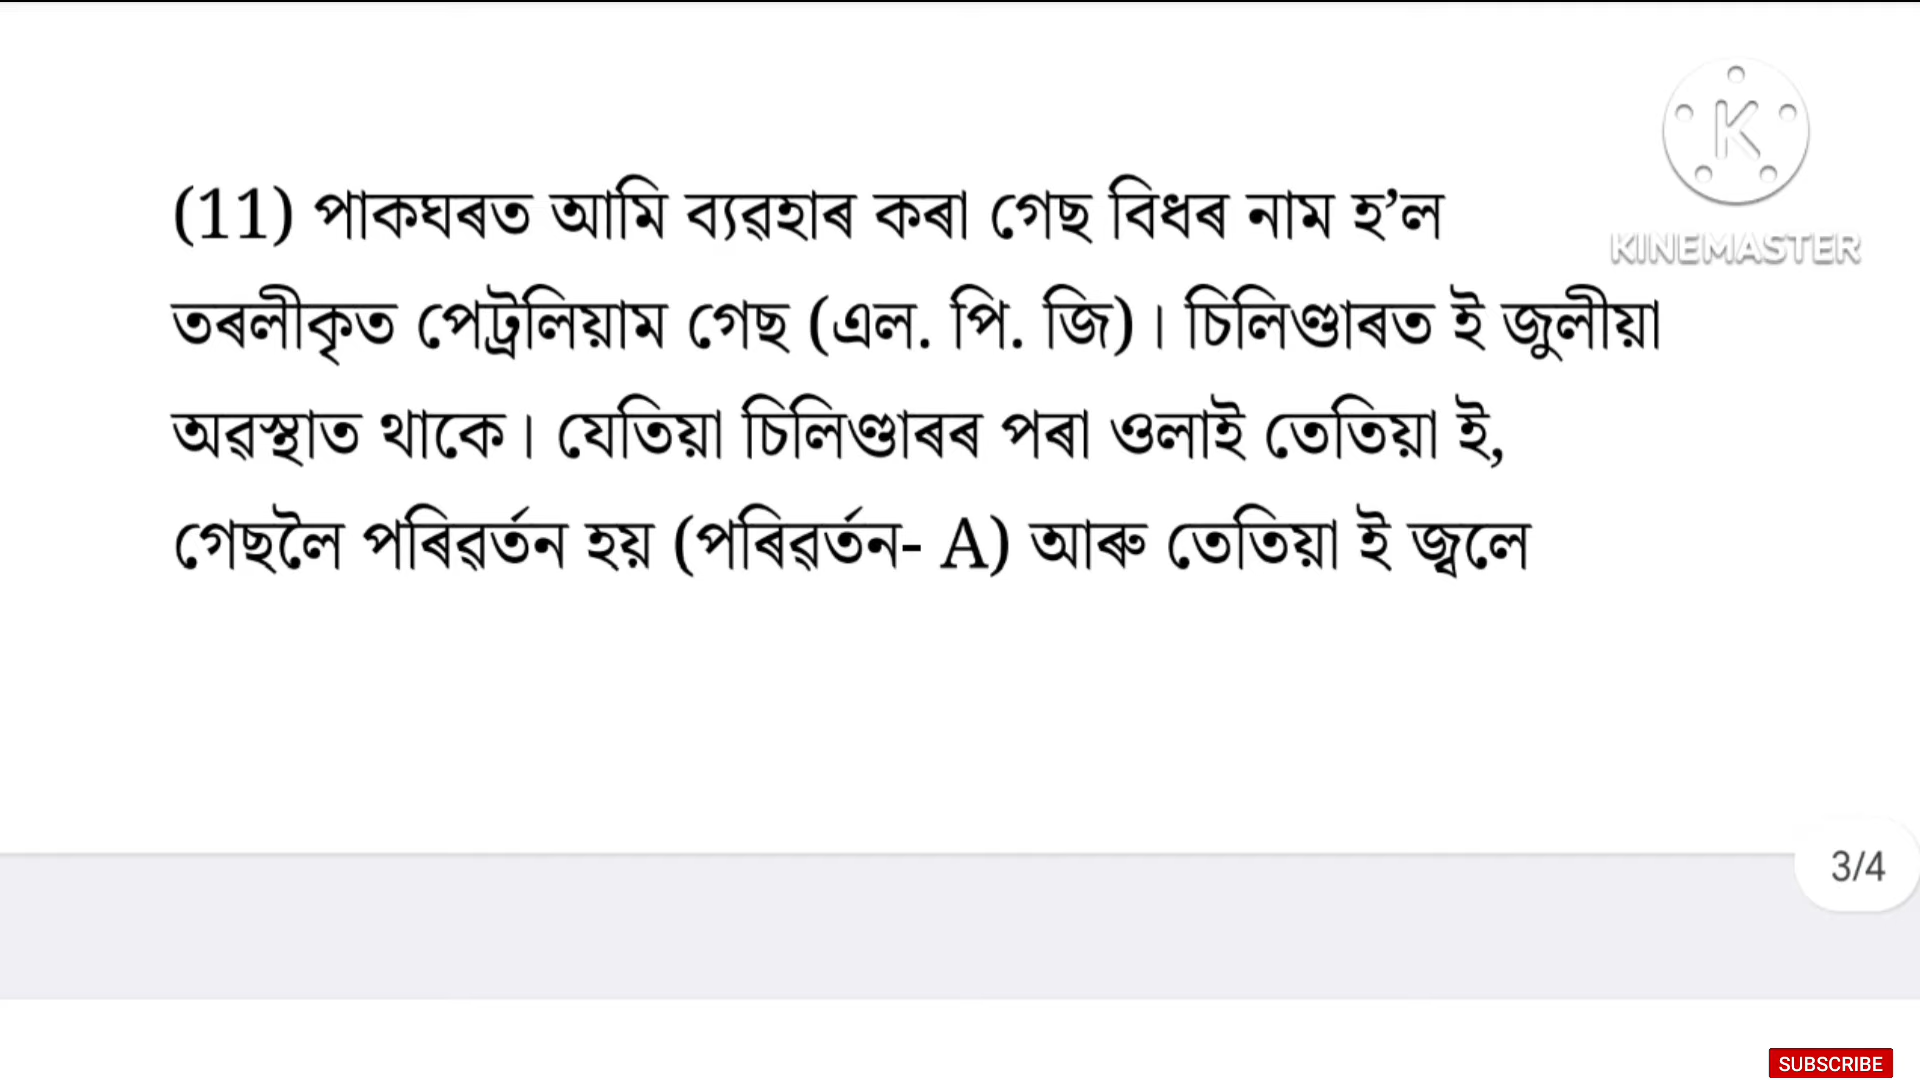 (11) পাকঘৰত আমি ব্যৱহাৰ কৰা গেছ বিধৰ নাম হ’ল
তৰলীকৃত পেট্ৰলিয়াম গেছ (এল. পি. জি)। চিলিণ্ডাৰত ই জুলীয়া
অৱস্থাত থাকে। যেতিয়া চিলিণ্ডাৰৰ পৰা ওলাই তেতিয়া ই,
গেছলৈ পৰিৱৰ্তন হয় (পৰিৱৰ্তন- A) আৰু তেতিয়া ই জ্বলে
K
KINEMASTER
3/4
SUBSCRIBE